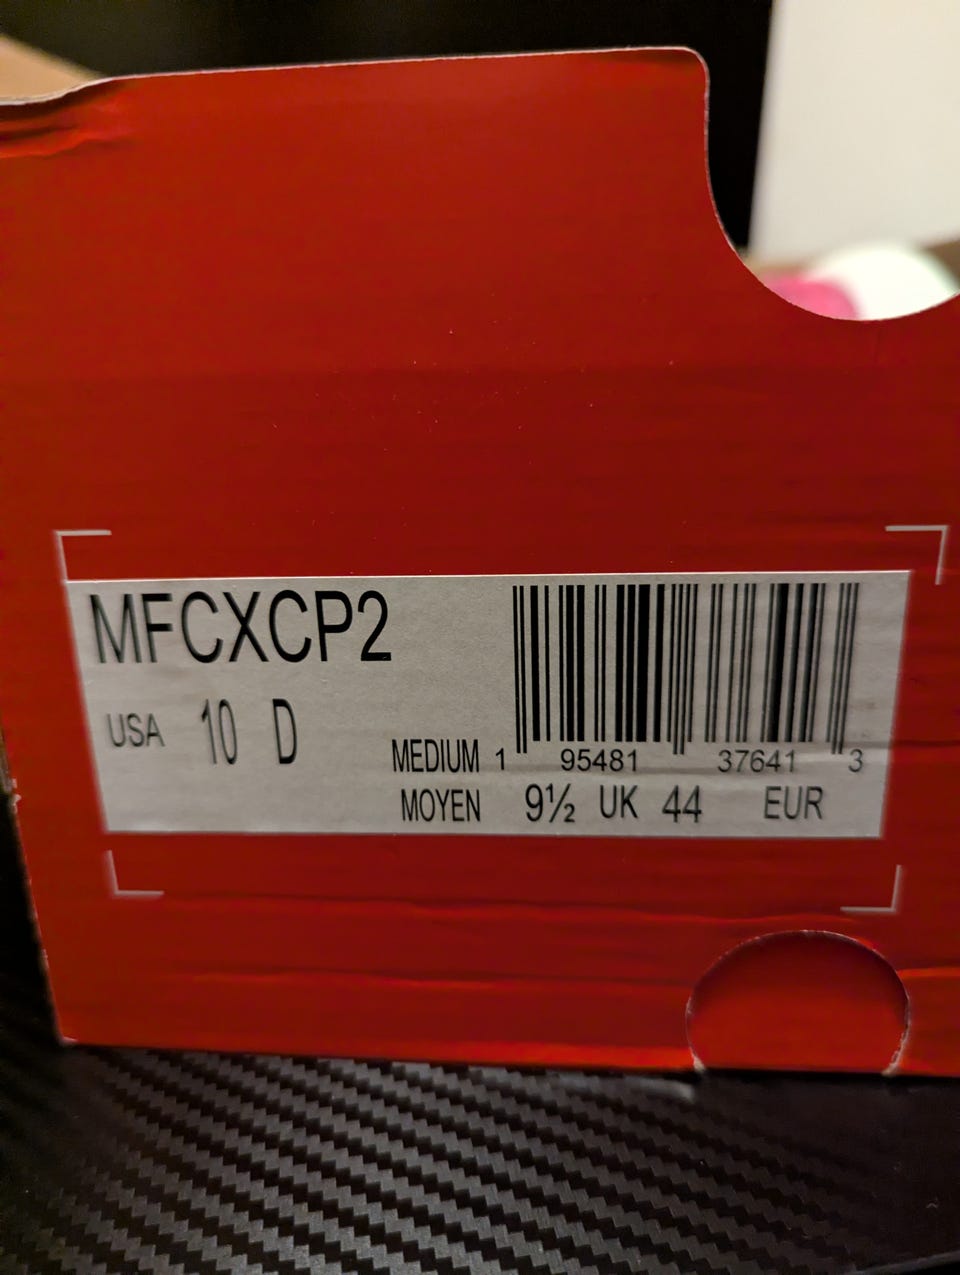 MFCXCP2
USA 10 D
1 95481 37641 3
MEDIUM
MOYEN 9½ UK 44 EUR